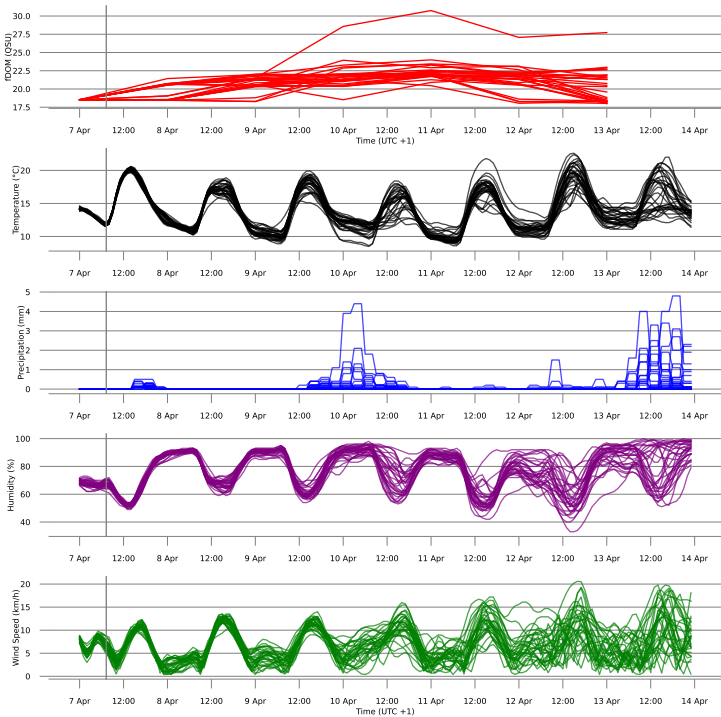 fDOM (QSU)
30.0
27.5
25.0
22.5
20.0
17.5
7 Apr 12:00 8 Apr 12:00 9 Apr 12:00 10 Apr 12:00 11 Apr 12:00 12 Apr 12:00 13 Apr 12:00 14 Apr
Time (UTC +1)
Temperature (°C)
20
15
10
7 Apr 12:00 8 Apr 12:00 9 Apr 12:00 10 Apr 12:00 11 Apr 12:00 12 Apr 12:00 13 Apr 12:00 14 Apr
Precipitation (mm)
5
4
3
2
1
0
7 Apr 12:00 8 Apr 12:00 9 Apr 12:00 10 Apr 12:00 11 Apr 12:00 12 Apr 12:00 13 Apr 12:00 14 Apr
Humidity (%)
100
80
60
40
7 Apr 12:00 8 Apr 12:00 9 Apr 12:00 10 Apr 12:00 11 Apr 12:00 12 Apr 12:00 13 Apr 12:00 14 Apr
Wind Speed (km/h)
20
15
10
5
0
7 Apr 12:00 8 Apr 12:00 9 Apr 12:00 10 Apr 12:00 11 Apr 12:00 12 Apr 12:00 13 Apr 12:00 14 Apr
Time (UTC +1)